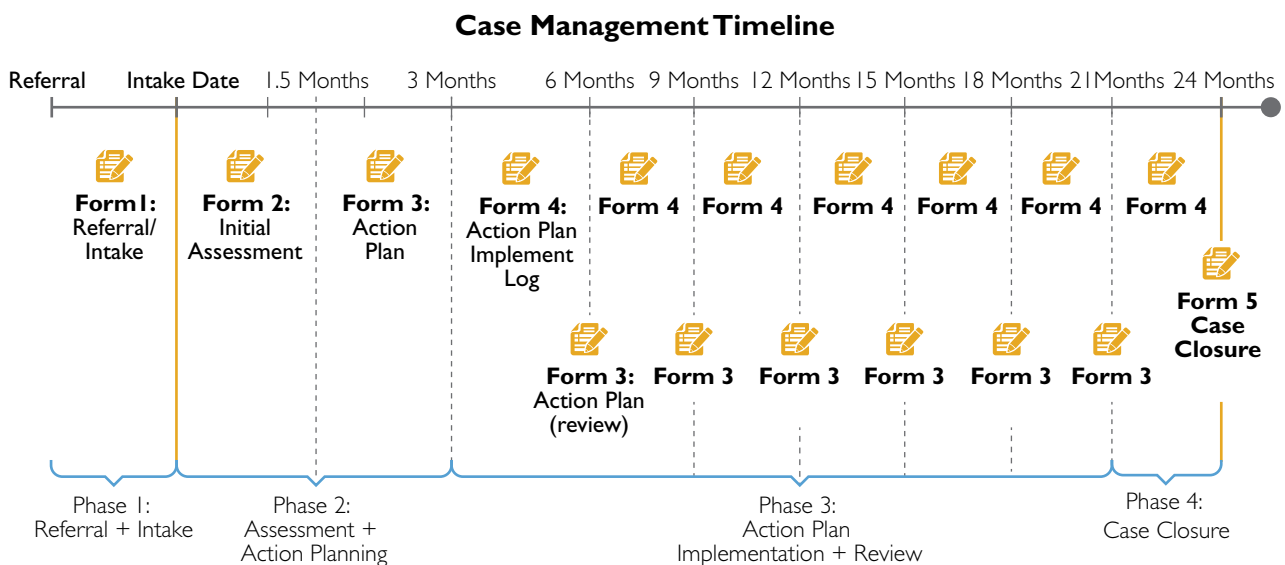 Case Management Timeline
Referral
Intake Date
1.5 Months
3 Months
6 Months
9 Months
12 Months
15 Months
18 Months
21Months
24 Months
Form1:
Referral/
Intake
Form 2:
Initial
Assessment
Form 3:
Action
Plan
Form 4:
Action Plan
Implement
Log
Form 4
Form 4
Form 4
Form 4
Form 4
Form 4
Form 5
Case
Closure
Form 3:
Action Plan
(review)
Form 3
Form 3
Form 3
Form 3
Form 3
Phase 1:
Referral + Intake
Phase 2:
Assessment +
Action Planning
Phase 3:
Action Plan
Implementation + Review
Phase 4:
Case Closure